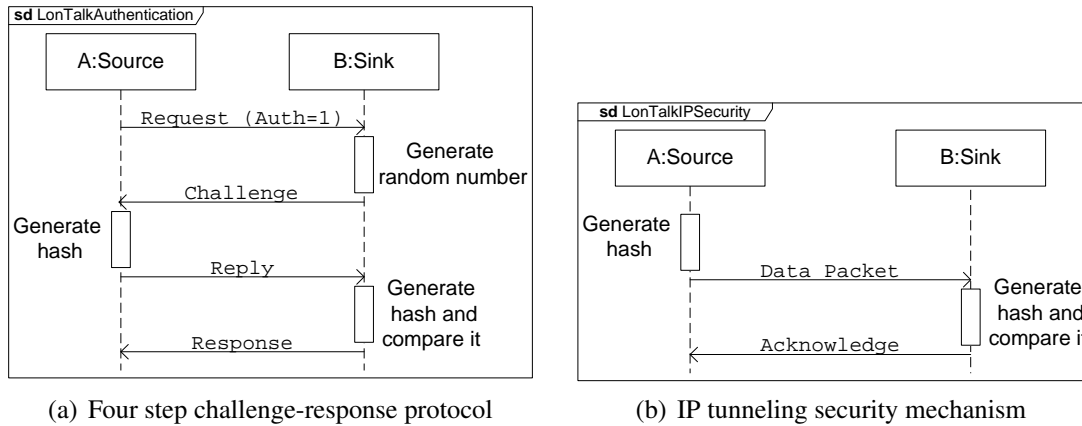 sd LonTalkAuthentication
A:Source
B:Sink
Request (Auth=1)
Generate
random number
Challenge
Generate
hash
Reply
Generate
hash and
compare it
Response
(a) Four step challenge-response protocol
sd LonTalkIPSecurity
A:Source
B:Sink
Generate
hash
Data Packet
Generate
hash and
compare it
Acknowledge
(b) IP tunneling security mechanism